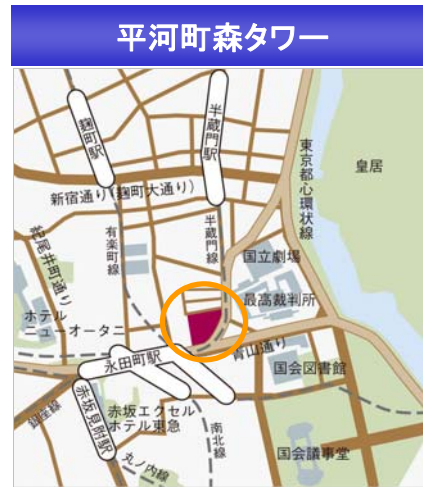 平河町森タワー
麹町駅
半蔵門駅
東京都心環状線
皇居
新宿通り(麹町大通り)
紀尾井町通り
有楽町線
半蔵門線
国立劇場
最高裁判所
ホテル
ニューオータニ
青山通り
永田町駅
国会図書館
銀座線
赤坂見附駅
赤坂エクセル
ホテル東急
南北線
丸ノ内線
国会議事堂